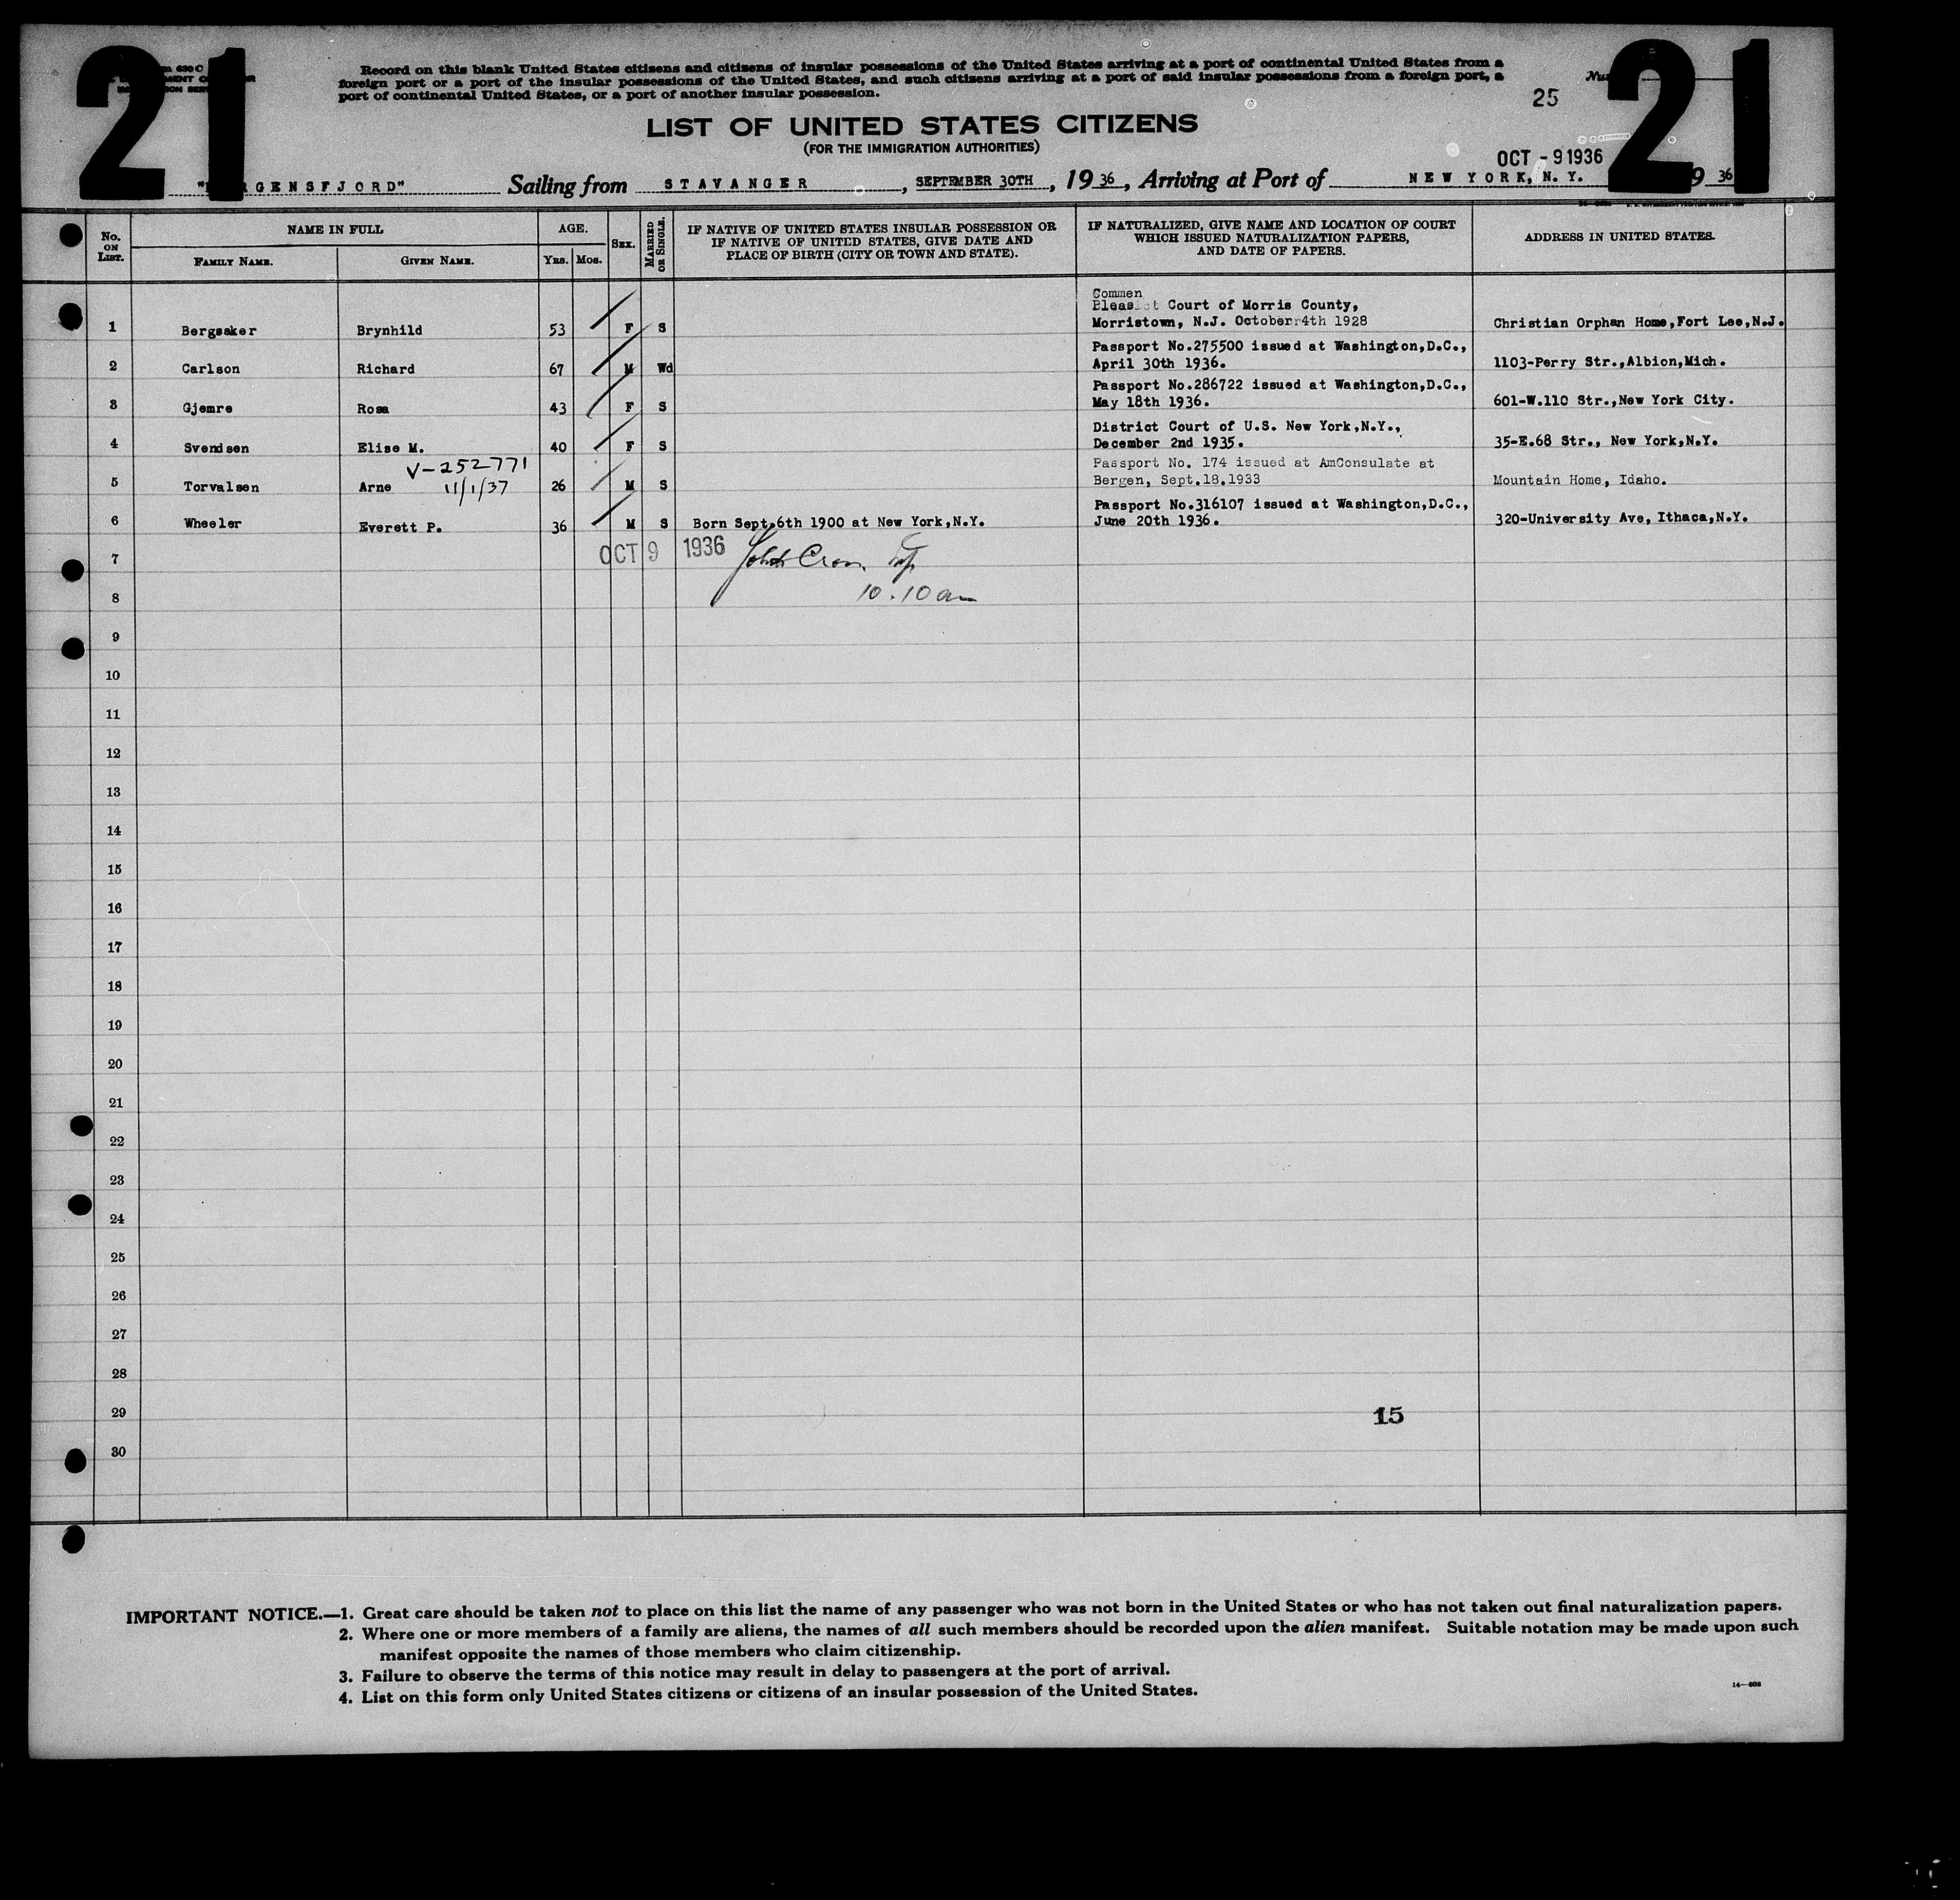 21
21
Record on this blank United States citizens and citizens of insular possessions of the United States arriving at a port of continental United States from a
foreign port or a port of the insular possessions of the United States, and such citizens arriving at a port of said insular possessions from a foreign port, a
port of continental United States, or a port of another insular possession.
25
LIST OF UNITED STATES CITIZENS
(FOR THE IMMIGRATION AUTHORITIES)
OCT - 9 1936
GENSFJORD" Sailing from STAVANGER, SEPTEMBER 30TH, 1936, Arriving at Port of NEW YORK, N. Y. 9 36
No. ON LIST. NAME IN FULL FAMILY NAME. GIVEN NAME. AGE. YRS. MOS. SEX. MARRIED OR SINGLE.
IF NATIVE OF UNITED STATES INSULAR POSSESSION OR
IF NATIVE OF UNITED STATES, GIVE DATE AND
PLACE OF BIRTH (CITY OR TOWN AND STATE).
IF NATURALIZED, GIVE NAME AND LOCATION OF COURT
WHICH ISSUED NATURALIZATION PAPERS,
AND DATE OF PAPERS.
ADDRESS IN UNITED STATES.
Commen
Pleas Court of Morris County,
1 Bergsaker Brynhild 53 F S Morristown, N.J. October 4th 1928 Christian Orphan Home,Fort Lee,N.J.
Passport No.275500 issued at Washington,D.C.,
2 Carlson Richard 67 M Wd April 30th 1936. 1103-Perry Str.,Albion,Mich.
Passport No.286722 issued at Washington,D.C.,
3 Gjemre Rosa 43 F S May 18th 1936. 601-W.110 Str.,New York City.
District Court of U.S. New York,N.Y.,
4 Svendsen Elise M. 40 F S December 2nd 1935. 35-E.68 Str., New York,N.Y.
V-252771
Passport No. 174 issued at AmConsulate at
5 Torvalsen Arne 11/1/37 26 M S Bergen, Sept.18.1933 Mountain Home, Idaho.
Passport No.316107 issued at Washington,D.C.,
6 Wheeler Everett P. 36 M S Born Sept.6th 1900 at New York,N.Y. June 20th 1936. 320-University Ave, Ithaca,N.Y.
7 OCT 9 1936
8 10.10 am
9
10
11
12
13
14
15
16
17
18
19
20
21
22
23
24
25
26
27
28
29 15
30
IMPORTANT NOTICE.—1. Great care should be taken not to place on this list the name of any passenger who was not born in the United States or who has not taken out final naturalization papers.
2. Where one or more members of a family are aliens, the names of all such members should be recorded upon the alien manifest. Suitable notation may be made upon such
manifest opposite the names of those members who claim citizenship.
3. Failure to observe the terms of this notice may result in delay to passengers at the port of arrival.
4. List on this form only United States citizens or citizens of an insular possession of the United States.
14—608